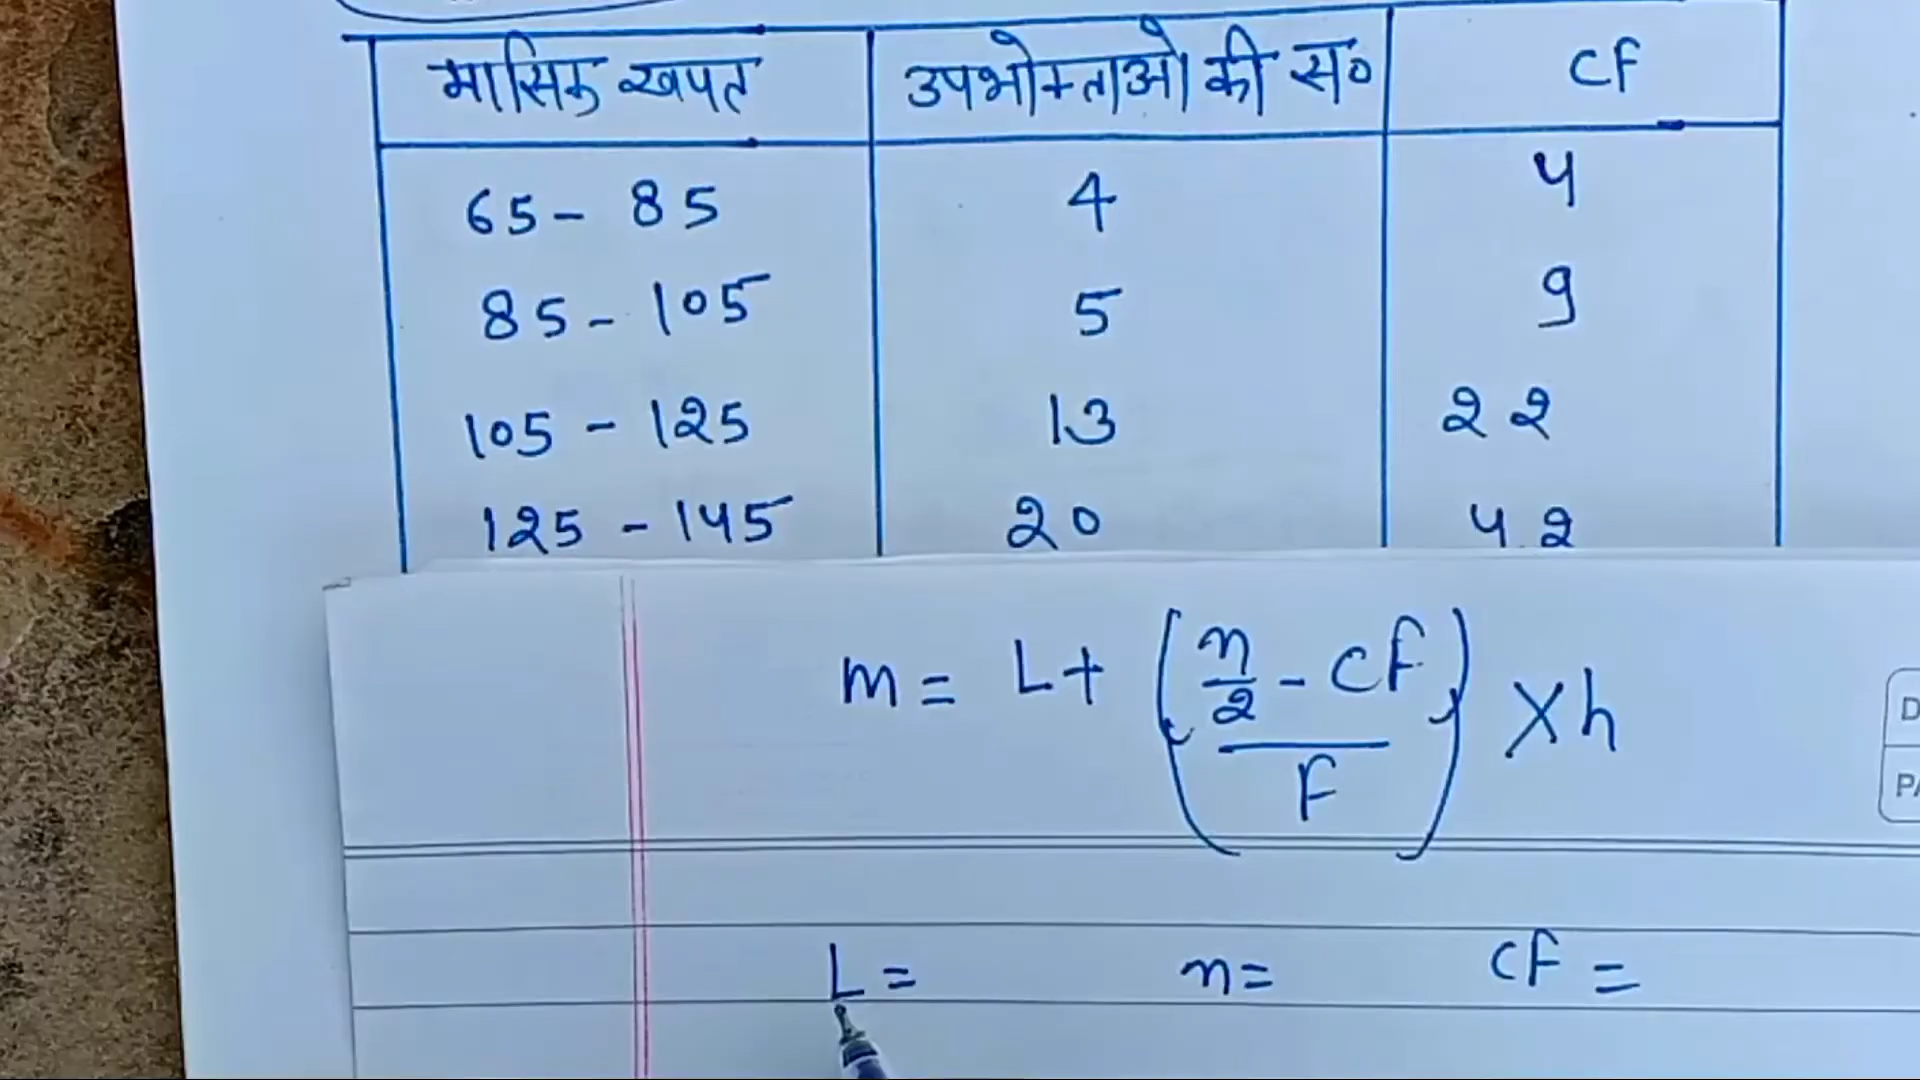 मासिक खपत उपभोक्ताओ की सं० CF
65 - 85 4 4
85 - 105 5 9
105 - 125 13 22
125 - 145 20 42
m = L + ( n/2 - CF / F ) × h
L = n = CF =